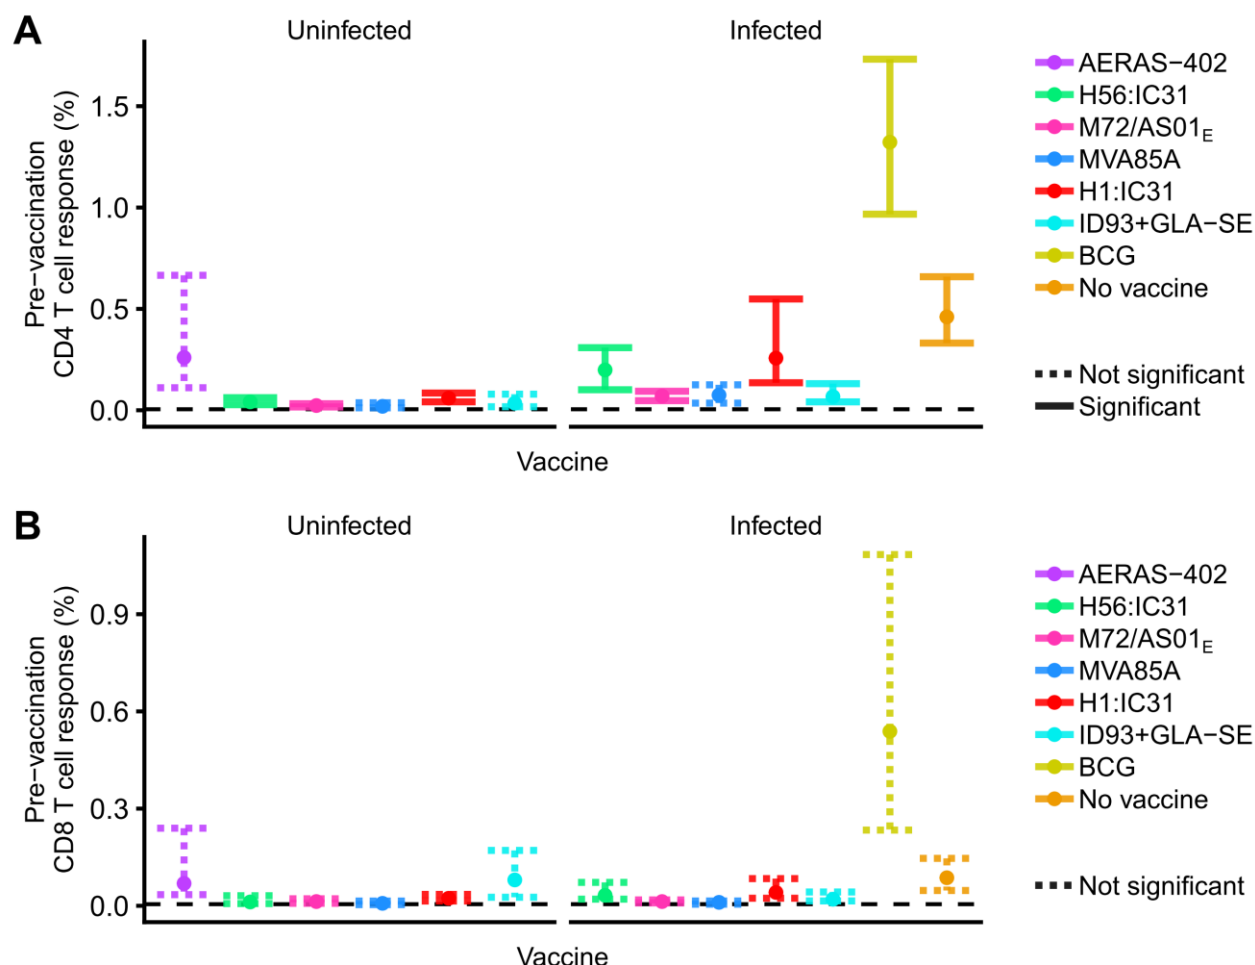 A
Uninfected
Infected
Pre−vaccination
CD4 T cell response (%)
1.5
1.0
0.5
0.0
Vaccine
AERAS−402
H56:IC31
M72/AS01E
MVA85A
H1:IC31
ID93+GLA−SE
BCG
No vaccine
Not significant
Significant
B
Uninfected
Infected
Pre−vaccination
CD8 T cell response (%)
0.9
0.6
0.3
0.0
Vaccine
AERAS−402
H56:IC31
M72/AS01E
MVA85A
H1:IC31
ID93+GLA−SE
BCG
No vaccine
Not significant